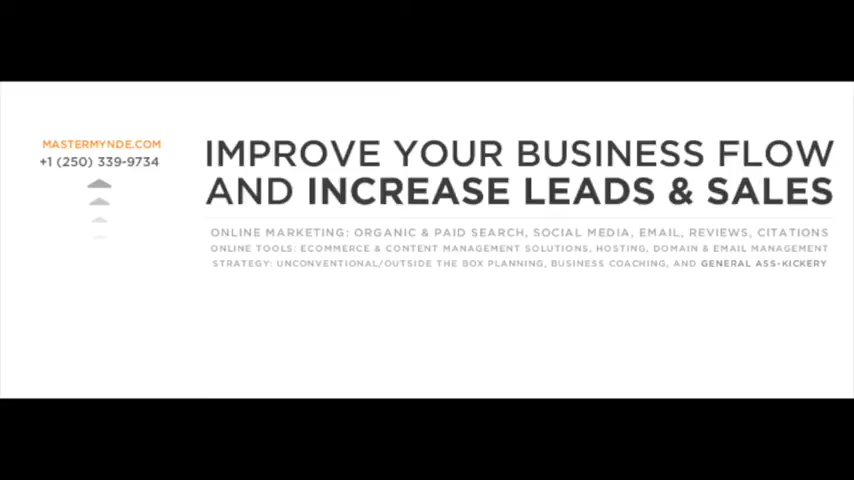 MASTERMYNDE.COM
+1 (250) 339-9734
IMPROVE YOUR BUSINESS FLOW
AND INCREASE LEADS & SALES
ONLINE MARKETING: ORGANIC & PAID SEARCH, SOCIAL MEDIA, EMAIL, REVIEWS, CITATIONS
ONLINE TOOLS: ECOMMERCE & CONTENT MANAGEMENT SOLUTIONS, HOSTING, DOMAIN & EMAIL MANAGEMENT
STRATEGY: UNCONVENTIONAL/OUTSIDE THE BOX PLANNING, BUSINESS COACHING, AND GENERAL ASS-KICKERY